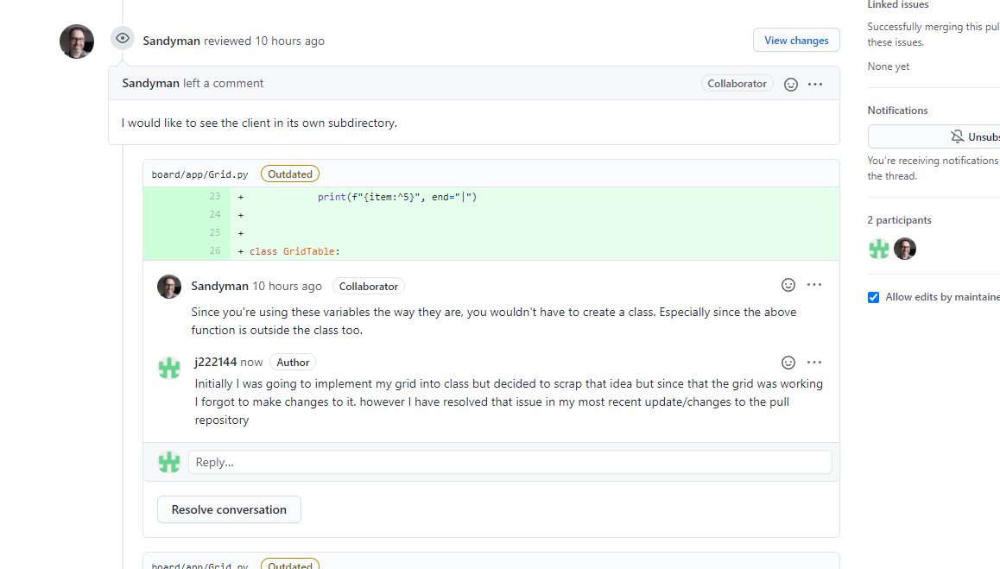 Linked issues
Sandyman reviewed 10 hours ago
View changes
Successfully merging this pul
these issues.
None yet
Sandyman left a comment
Collaborator
I would like to see the client in its own subdirectory.
Notifications
Unsubs
You're receiving notifications
the thread.
board/app/Grid.py Outdated
23 + print(f"{item:^5}", end="|")
24 +
25 +
26 + class GridTable:
2 participants
Sandyman 10 hours ago Collaborator
Since you're using these variables the way they are, you wouldn't have to create a class. Especially since the above
function is outside the class too.
Allow edits by maintaine
j222144 now Author
Initially I was going to implement my grid into class but decided to scrap that idea but since that the grid was working
I forgot to make changes to it. however I have resolved that issue in my most recent update/changes to the pull
repository
Reply...
Resolve conversation
board/app/Grid.py Outdated